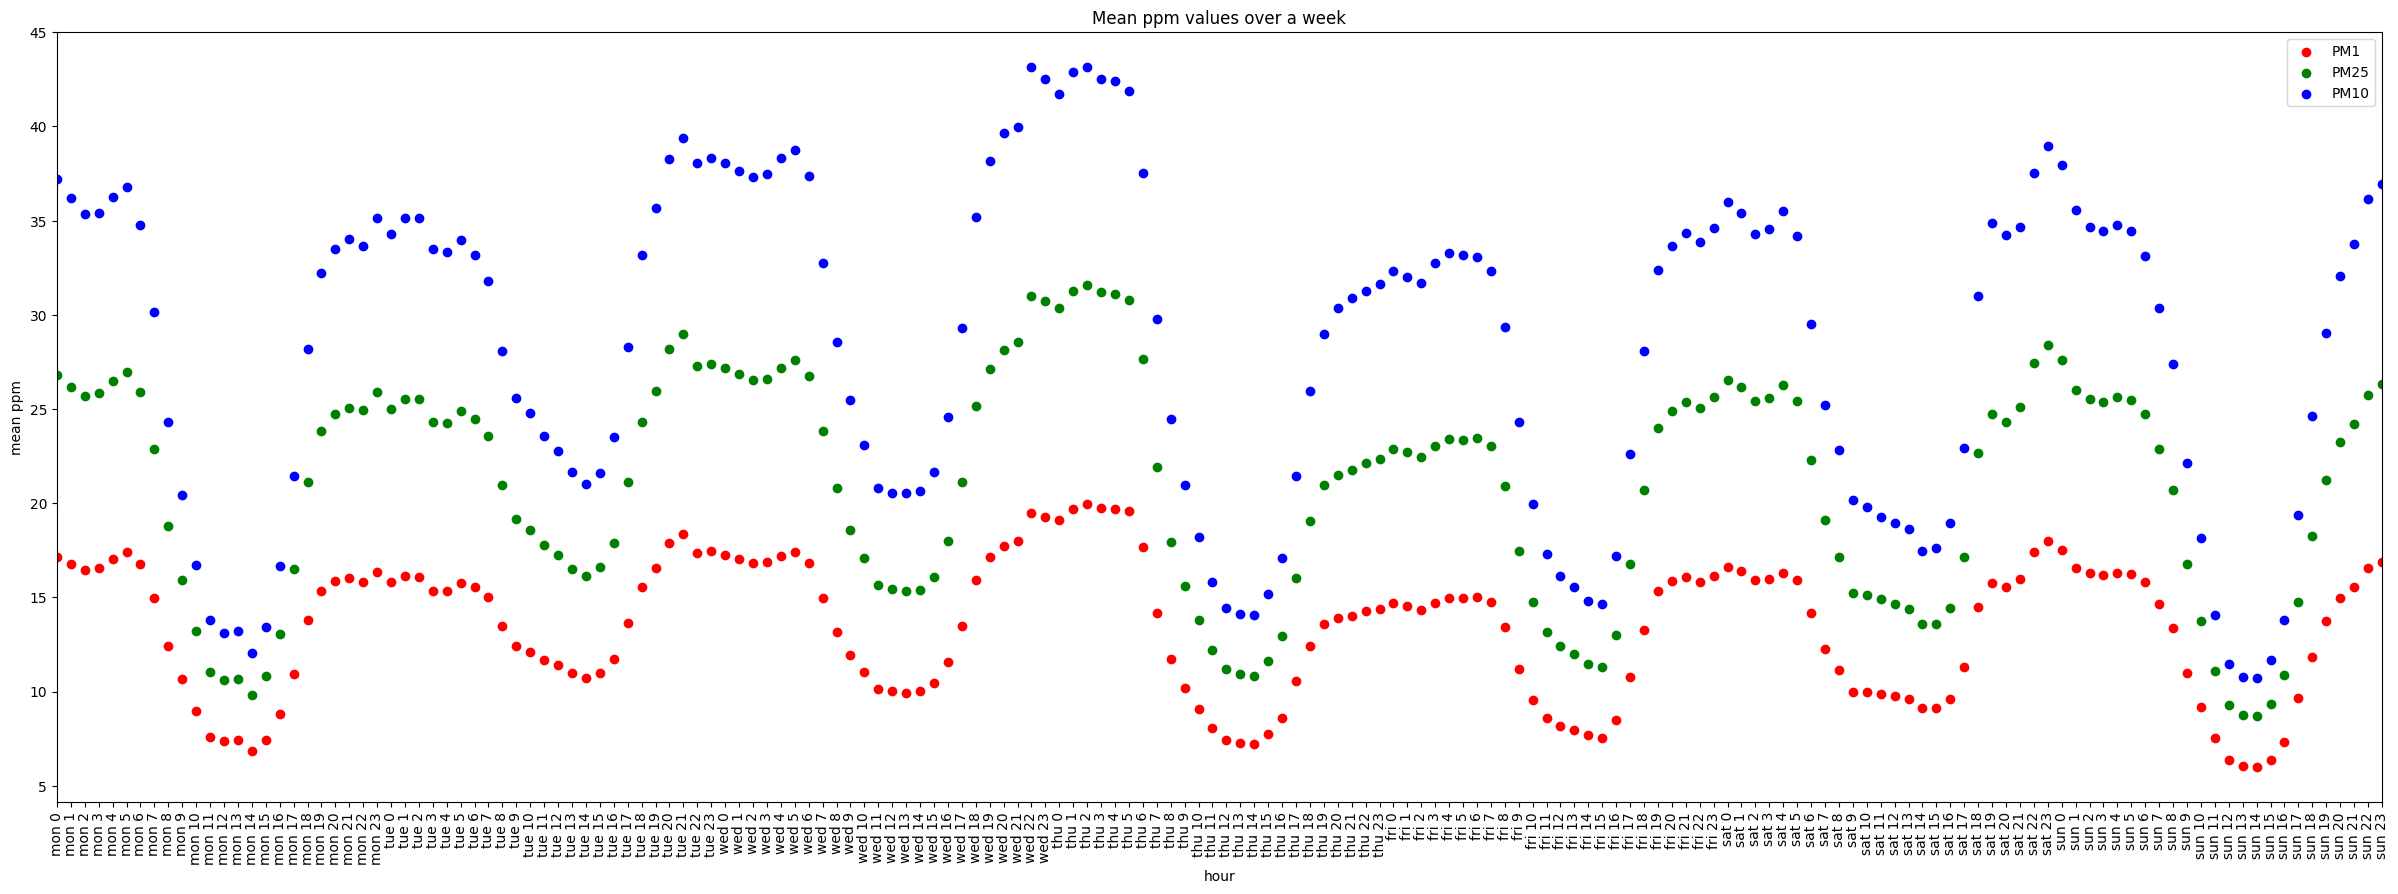 Mean ppm values over a week
PM1
PM25
PM10
mean ppm
45
40
35
30
25
20
15
10
5
mon 0
mon 1
mon 2
mon 3
mon 4
mon 5
mon 6
mon 7
mon 8
mon 9
mon 10
mon 11
mon 12
mon 13
mon 14
mon 15
mon 16
mon 17
mon 18
mon 19
mon 20
mon 21
mon 22
mon 23
tue 0
tue 1
tue 2
tue 3
tue 4
tue 5
tue 6
tue 7
tue 8
tue 9
tue 10
tue 11
tue 12
tue 13
tue 14
tue 15
tue 16
tue 17
tue 18
tue 19
tue 20
tue 21
tue 22
tue 23
wed 0
wed 1
wed 2
wed 3
wed 4
wed 5
wed 6
wed 7
wed 8
wed 9
wed 10
wed 11
wed 12
wed 13
wed 14
wed 15
wed 16
wed 17
wed 18
wed 19
wed 20
wed 21
wed 22
wed 23
thu 0
thu 1
thu 2
thu 3
thu 4
thu 5
thu 6
thu 7
thu 8
thu 9
thu 10
thu 11
thu 12
thu 13
thu 14
thu 15
thu 16
thu 17
thu 18
thu 19
thu 20
thu 21
thu 22
thu 23
fri 0
fri 1
fri 2
fri 3
fri 4
fri 5
fri 6
fri 7
fri 8
fri 9
fri 10
fri 11
fri 12
fri 13
fri 14
fri 15
fri 16
fri 17
fri 18
fri 19
fri 20
fri 21
fri 22
fri 23
sat 0
sat 1
sat 2
sat 3
sat 4
sat 5
sat 6
sat 7
sat 8
sat 9
sat 10
sat 11
sat 12
sat 13
sat 14
sat 15
sat 16
sat 17
sat 18
sat 19
sat 20
sat 21
sat 22
sat 23
sun 0
sun 1
sun 2
sun 3
sun 4
sun 5
sun 6
sun 7
sun 8
sun 9
sun 10
sun 11
sun 12
sun 13
sun 14
sun 15
sun 16
sun 17
sun 18
sun 19
sun 20
sun 21
sun 22
sun 23
hour